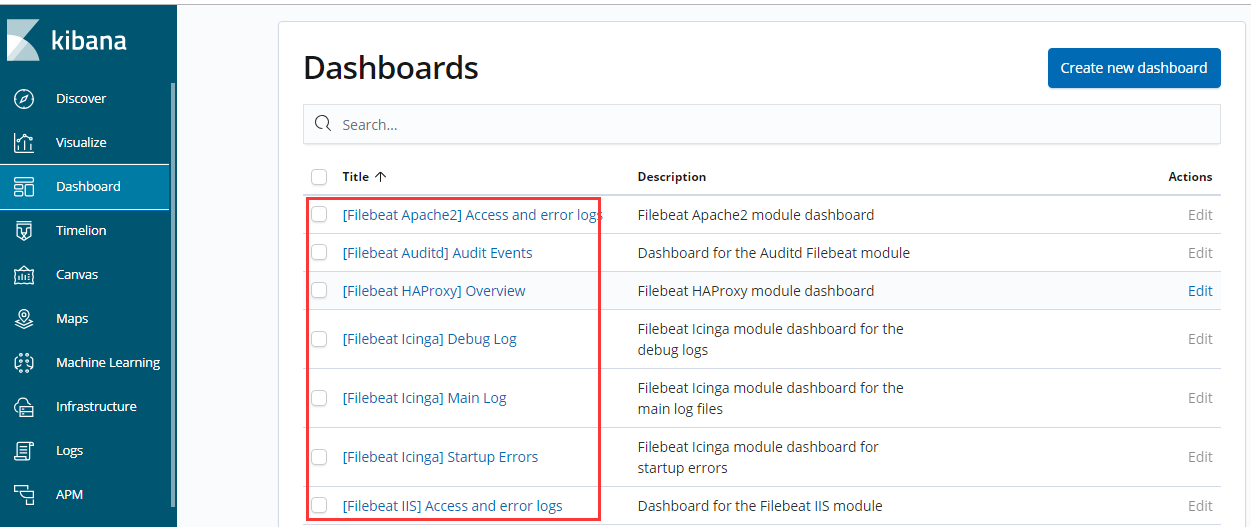 kibana
Discover
Visualize
Dashboard
Timelion
Canvas
Maps
Machine Learning
Infrastructure
Logs
APM
Dashboards
Create new dashboard
Search...
Title Description Actions
[Filebeat Apache2] Access and error logs Filebeat Apache2 module dashboard Edit
[Filebeat Auditd] Audit Events Dashboard for the Auditd Filebeat module Edit
[Filebeat HAProxy] Overview Filebeat HAProxy module dashboard Edit
[Filebeat Icinga] Debug Log Filebeat Icinga module dashboard for the
debug logs Edit
[Filebeat Icinga] Main Log Filebeat Icinga module dashboard for the
main log files Edit
[Filebeat Icinga] Startup Errors Filebeat Icinga module dashboard for
startup errors Edit
[Filebeat IIS] Access and error logs Dashboard for the Filebeat IIS module Edit